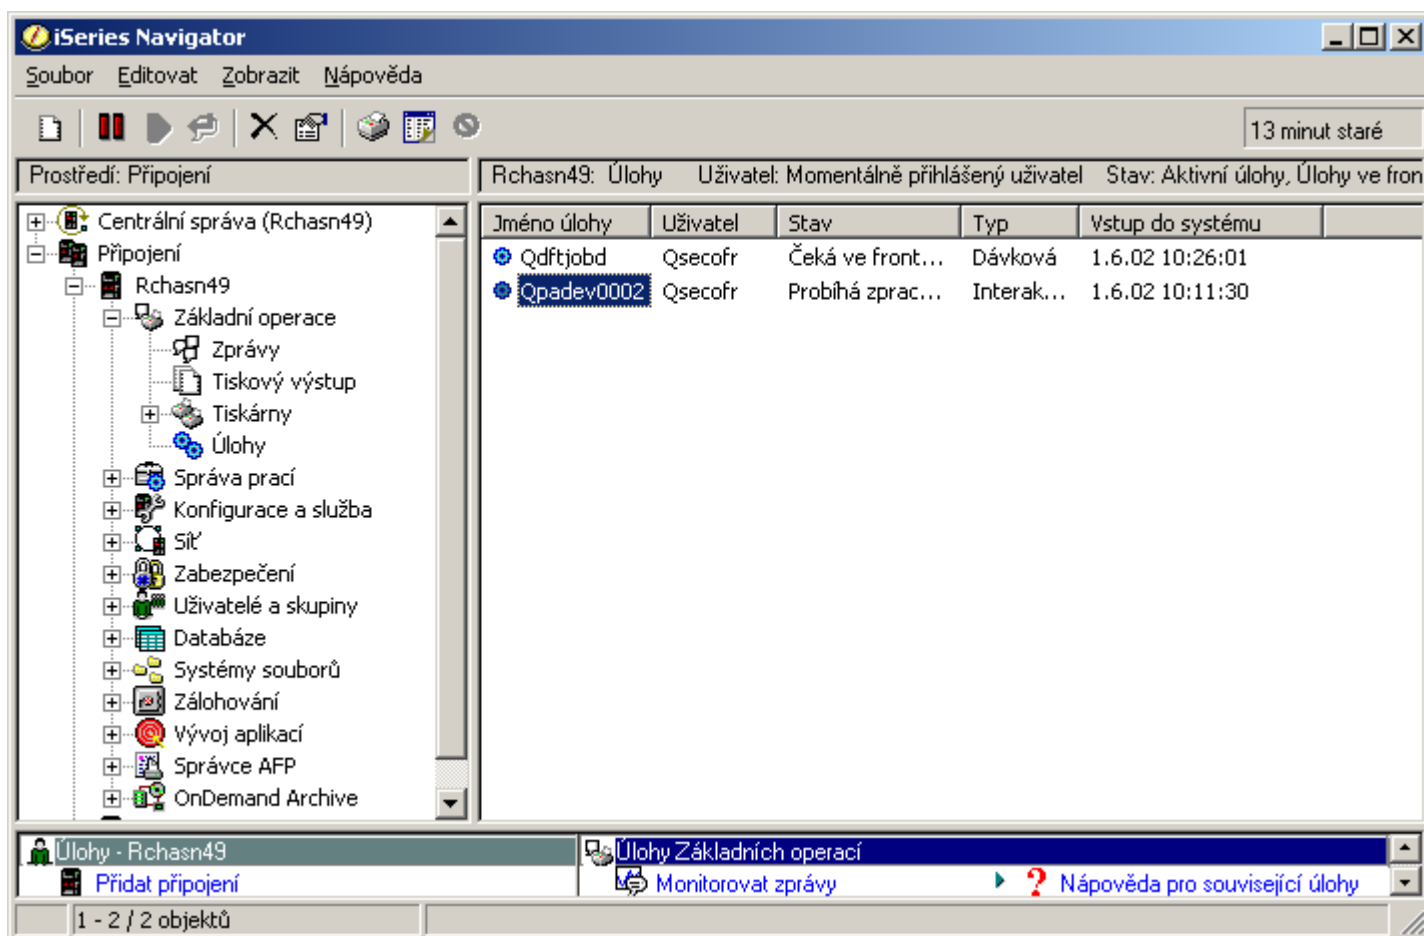 iSeries Navigator
Soubor Editovat Zobrazit Nápověda
13 minut staré
Prostředí: Připojení
Rchasn49: Úlohy Uživatel: Momentálně přihlášený uživatel Stav: Aktivní úlohy, Úlohy ve fron
Centrální správa (Rchasn49)
Připojení
Rchasn49
Základní operace
Zprávy
Tiskový výstup
Tiskárny
Úlohy
Správa prací
Konfigurace a služba
Síť
Zabezpečení
Uživatelé a skupiny
Databáze
Systémy souborů
Zálohování
Vývoj aplikací
Správce AFP
OnDemand Archive
Jméno úlohy Uživatel Stav Typ Vstup do systému
Qdftjobd Qsecofr Čeká ve front... Dávková 1.6.02 10:26:01
Qpadev0002 Qsecofr Probíhá zprac... Interak... 1.6.02 10:11:30
Úlohy - Rchasn49
Přidat připojení
Úlohy Základních operací
Monitorovat zprávy ? Nápověda pro související úlohy
1 - 2 / 2 objektů